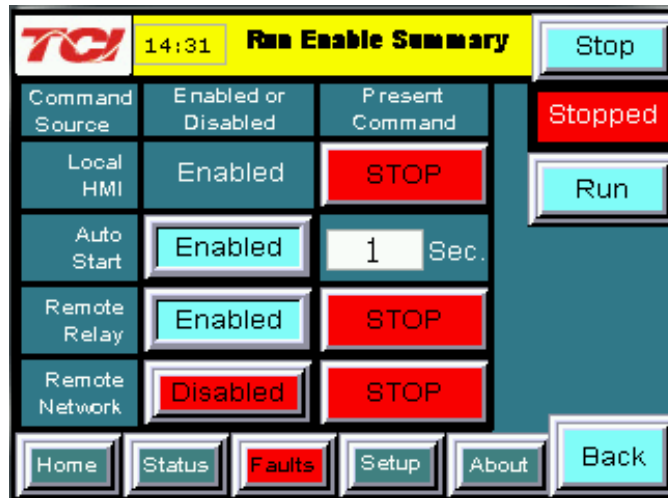 TCI 14:31 Run Enable Summary Stop
Command Source Enabled or Disabled Present Command Stopped
Local HMI Enabled STOP Run
Auto Start Enabled 1 Sec.
Remote Relay Enabled STOP
Remote Network Disabled STOP
Home Status Faults Setup About Back